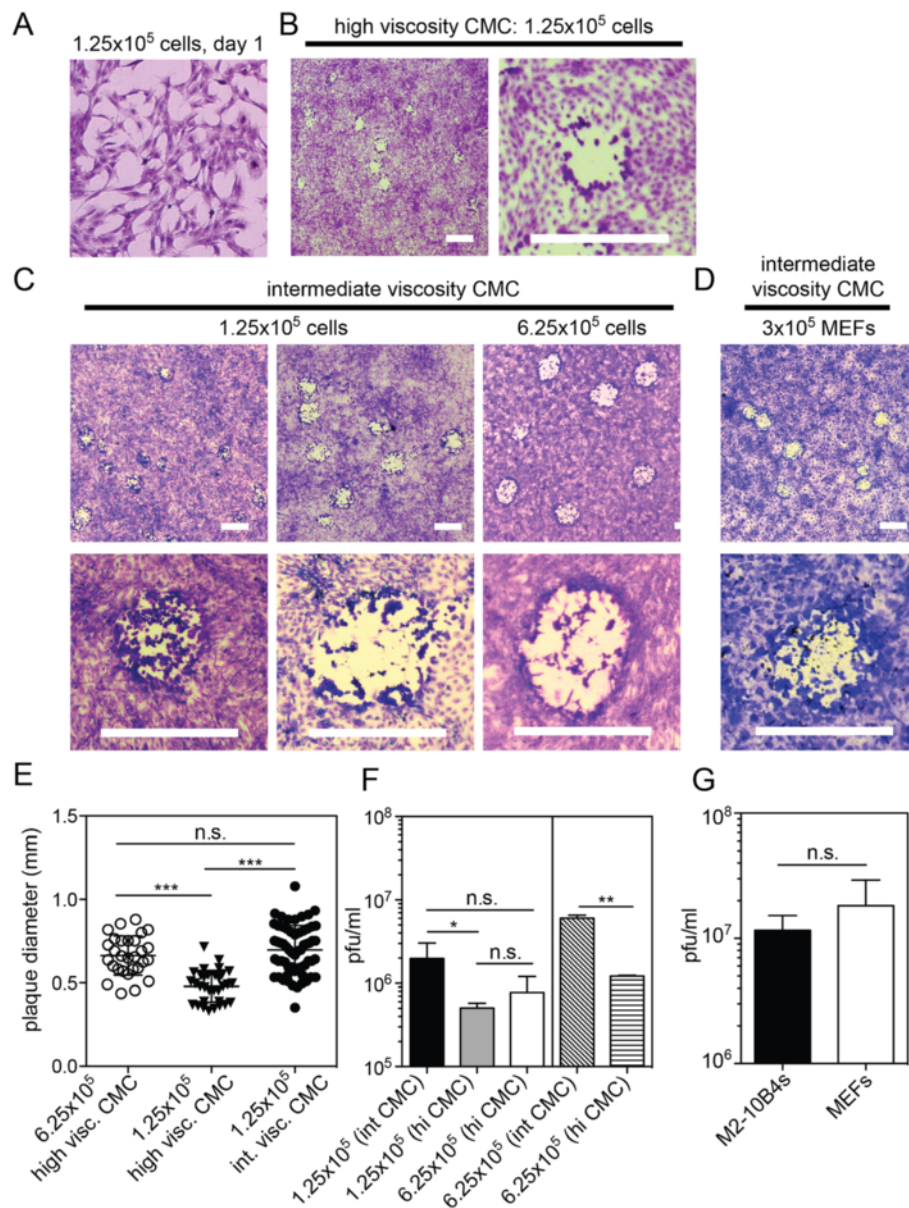 A
1.25x10⁵ cells, day 1
B
high viscosity CMC: 1.25x10⁵ cells
C
intermediate viscosity CMC
1.25x10⁵ cells
6.25x10⁵ cells
D
intermediate
viscosity CMC
3x10⁵ MEFs
E
plaque diameter (mm)
1.5
1.0
0.5
0.0
n.s.
***
***
6.25x10⁵
high visc. CMC
1.25x10⁵
high visc. CMC
1.25x10⁵
int. visc. CMC
F
pfu/ml
10⁸
10⁷
10⁶
10⁵
n.s.
*
n.s.
**
10⁸
10⁷
10⁶
10⁵
1.25x10⁵ (int CMC)
1.25x10⁵ (hi CMC)
6.25x10⁵ (hi CMC)
6.25x10⁵ (int CMC)
6.25x10⁵ (hi CMC)
G
pfu/ml
10⁸
10⁷
10⁶
n.s.
M2-10B4s
MEFs